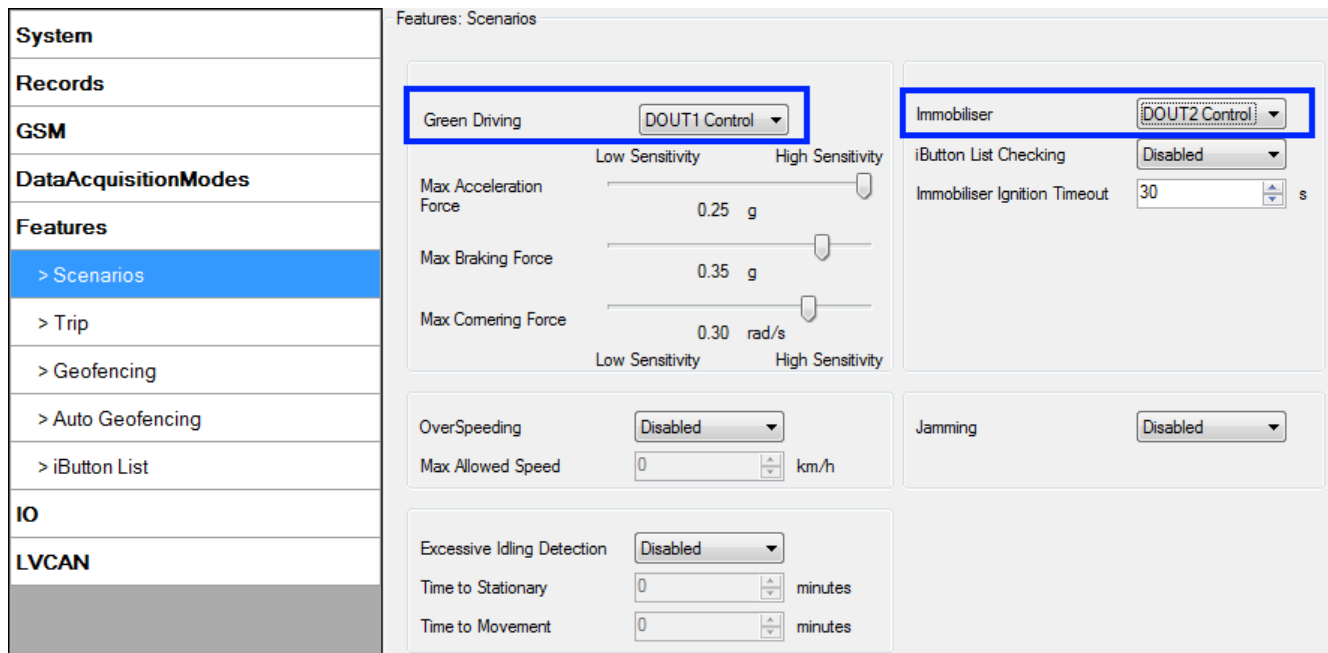 System
Records
GSM
DataAcquisitionModes
Features
> Scenarios
> Trip
> Geofencing
> Auto Geofencing
> iButton List
IO
LVCAN
Features: Scenarios
Green Driving DOUT1 Control
Low Sensitivity High Sensitivity
Max Acceleration
Force
0.25 g
Max Braking Force
0.35 g
Max Cornering Force
0.30 rad/s
Low Sensitivity High Sensitivity
Immobiliser DOUT2 Control
iButton List Checking Disabled
Immobiliser Ignition Timeout 30 s
OverSpeeding Disabled
Max Allowed Speed 0 km/h
Jamming Disabled
Excessive Idling Detection Disabled
Time to Stationary 0 minutes
Time to Movement 0 minutes